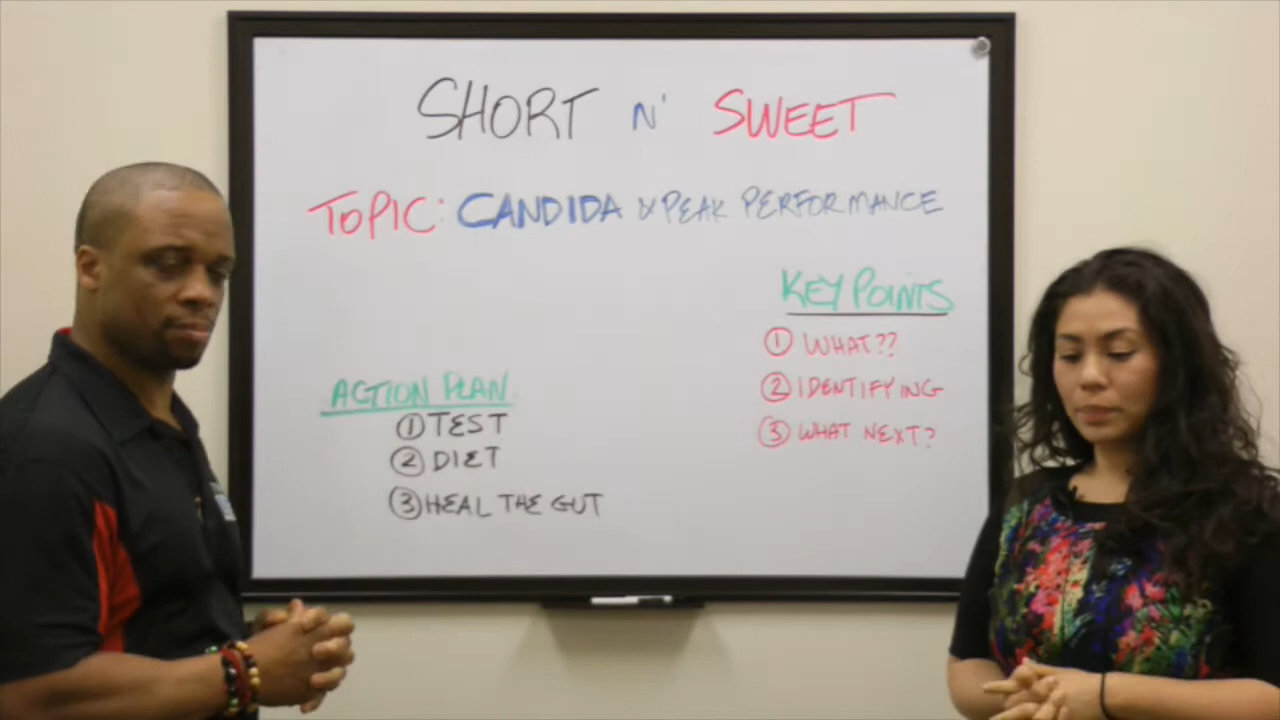 SHORT N' SWEET
TOPIC: CANDIDA & PEAK PERFORMANCE
KEY POINTS
① WHAT??
② IDENTIFYING
③ WHAT NEXT?
ACTION PLAN
① TEST
② DIET
③ HEAL THE GUT